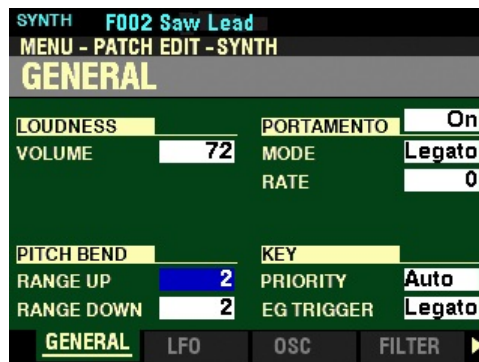 SYNTH F002 Saw Lead
MENU - PATCH EDIT - SYNTH
GENERAL
LOUDNESS
VOLUME 72
PORTAMENTO On
MODE Legato
RATE 0
PITCH BEND
RANGE UP 2
RANGE DOWN 2
KEY
PRIORITY Auto
EG TRIGGER Legato
GENERAL LFO OSC FILTER